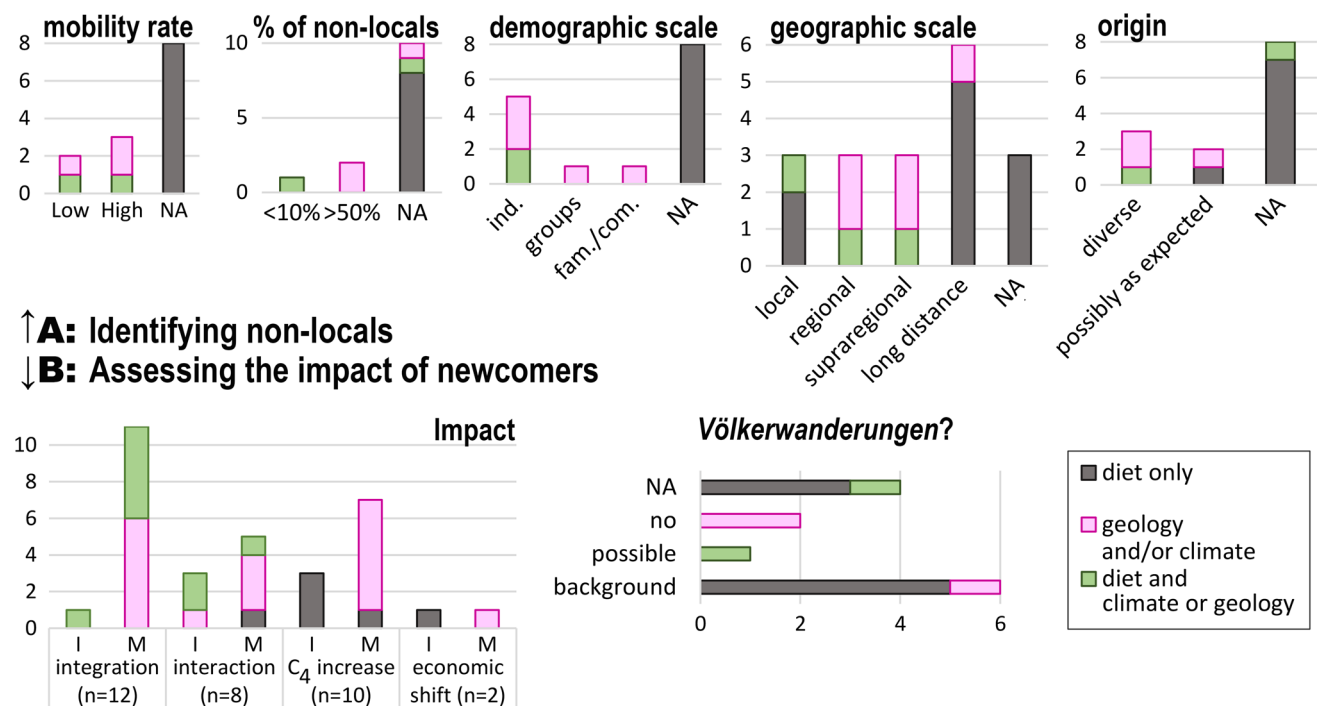 mobility rate
8
6
4
2
0
Low High NA
% of non-locals
10
5
0
<10% >50% NA
demographic scale
8
6
4
2
0
ind.
groups
fam./com.
NA
geographic scale
6
5
4
3
2
1
0
local
regional
supraregional
long distance
NA
origin
8
6
4
2
0
diverse
possibly as expected
NA
↑A: Identifying non-locals
↓B: Assessing the impact of newcomers
Impact
10
8
6
4
2
0
I M I M I M I M
integration interaction C4 increase economic
(n=12) (n=8) (n=10) shift (n=2)
Völkerwanderungen?
NA
no
possible
background
0 2 4 6
diet only
geology
and/or climate
diet and
climate or geology